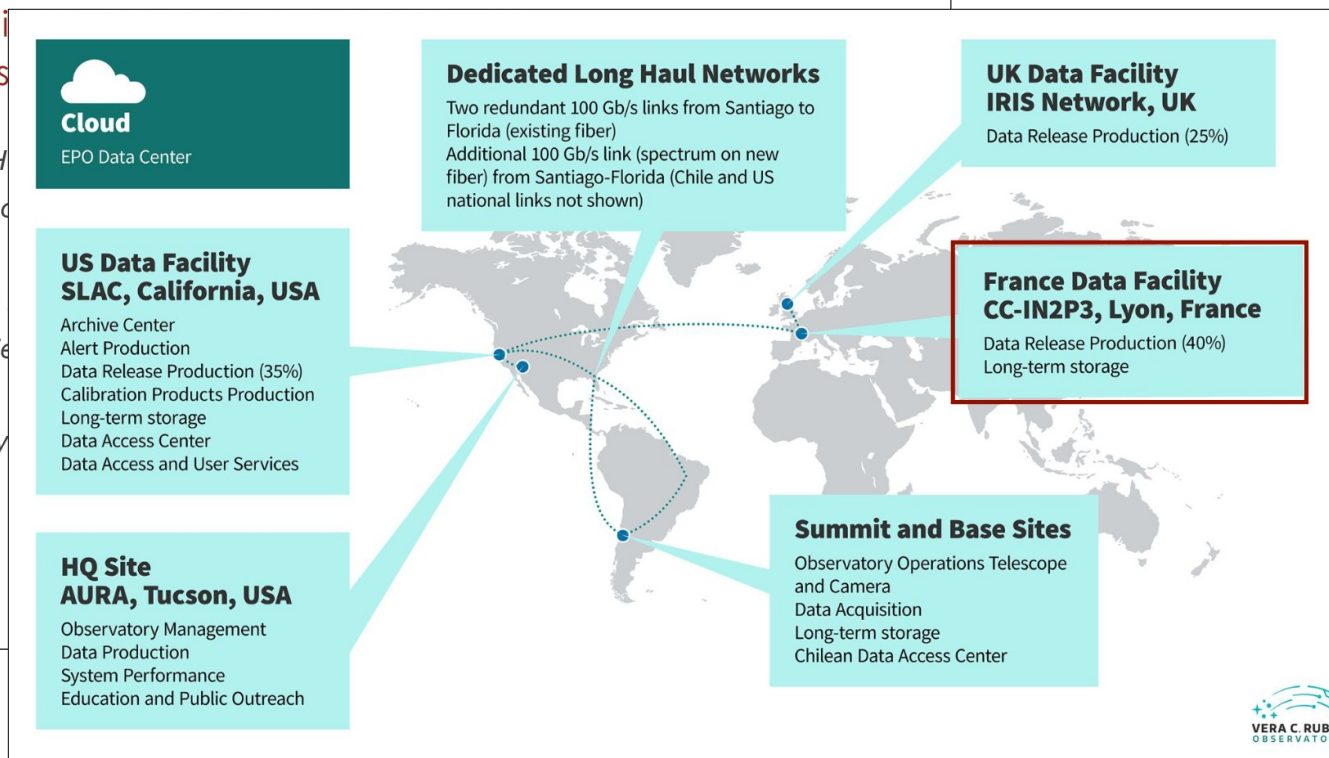 Cloud
EPO Data Center
Dedicated Long Haul Networks
Two redundant 100 Gb/s links from Santiago to
Florida (existing fiber)
Additional 100 Gb/s link (spectrum on new
fiber) from Santiago-Florida (Chile and US
national links not shown)
UK Data Facility
IRIS Network, UK
Data Release Production (25%)
US Data Facility
SLAC, California, USA
Archive Center
Alert Production
Data Release Production (35%)
Calibration Products Production
Long-term storage
Data Access Center
Data Access and User Services
France Data Facility
CC-IN2P3, Lyon, France
Data Release Production (40%)
Long-term storage
HQ Site
AURA, Tucson, USA
Observatory Management
Data Production
System Performance
Education and Public Outreach
Summit and Base Sites
Observatory Operations Telescope
and Camera
Data Acquisition
Long-term storage
Chilean Data Access Center
VERA C. RUB
OBSERVATO